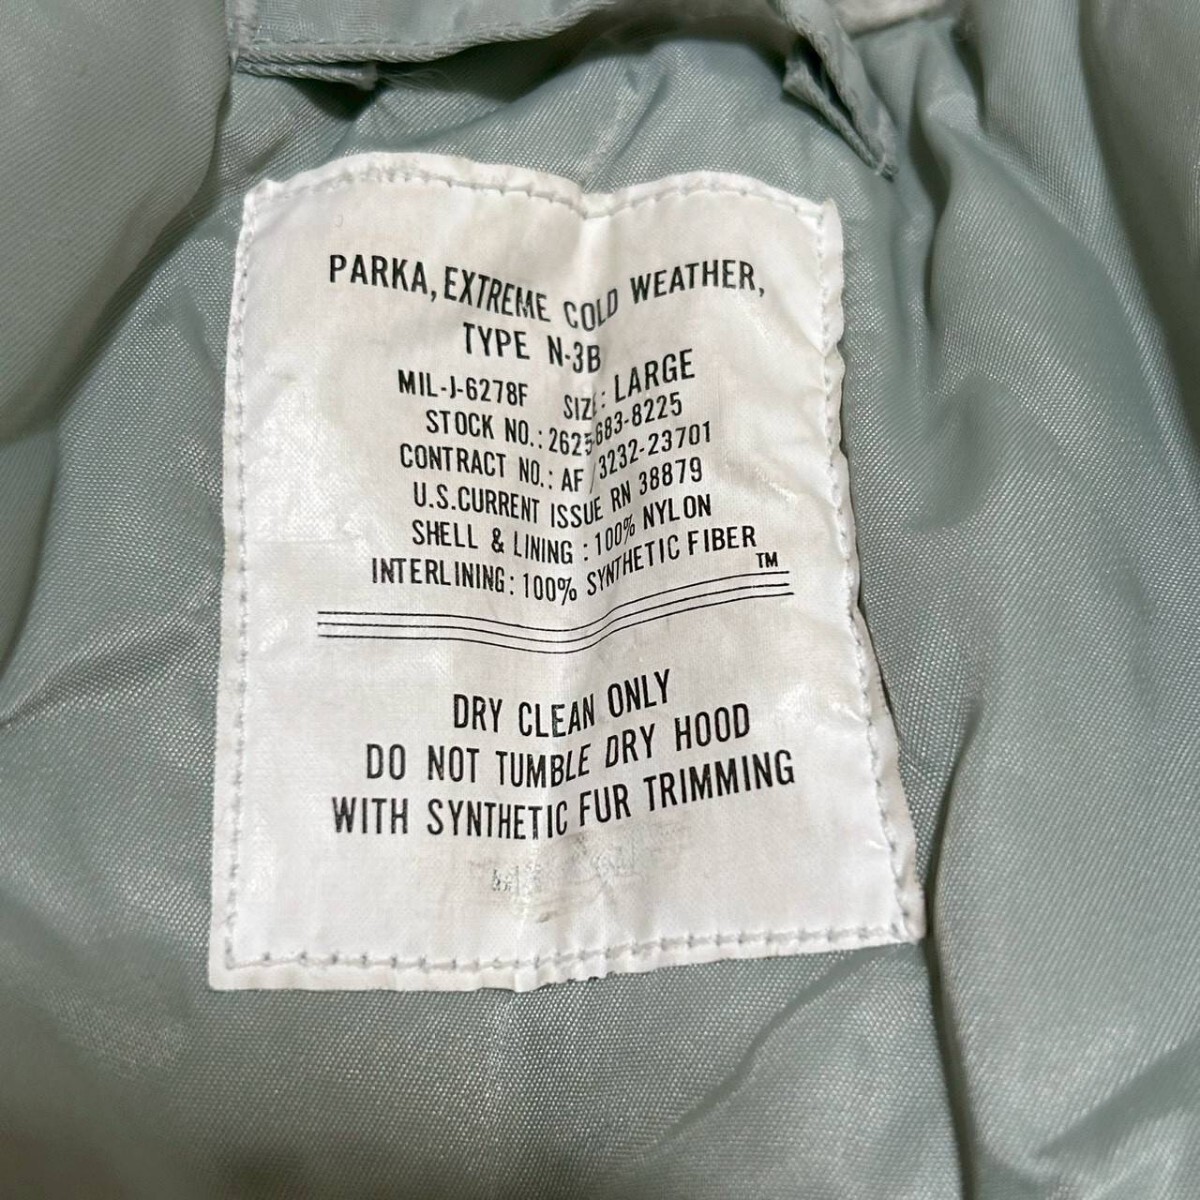 PARKA, EXTREME COLD WEATHER,
TYPE N-3B
MIL-J-6278F SIZE: LARGE
STOCK NO.: 2625-683-8225
CONTRACT NO.: AF 3232-23701
U.S.CURRENT ISSUE RN 38879
SHELL & LINING : 100% NYLON
INTERLINING: 100% SYNTHETIC FIBER
TM
DRY CLEAN ONLY
DO NOT TUMBLE DRY HOOD
WITH SYNTHETIC FUR TRIMMING